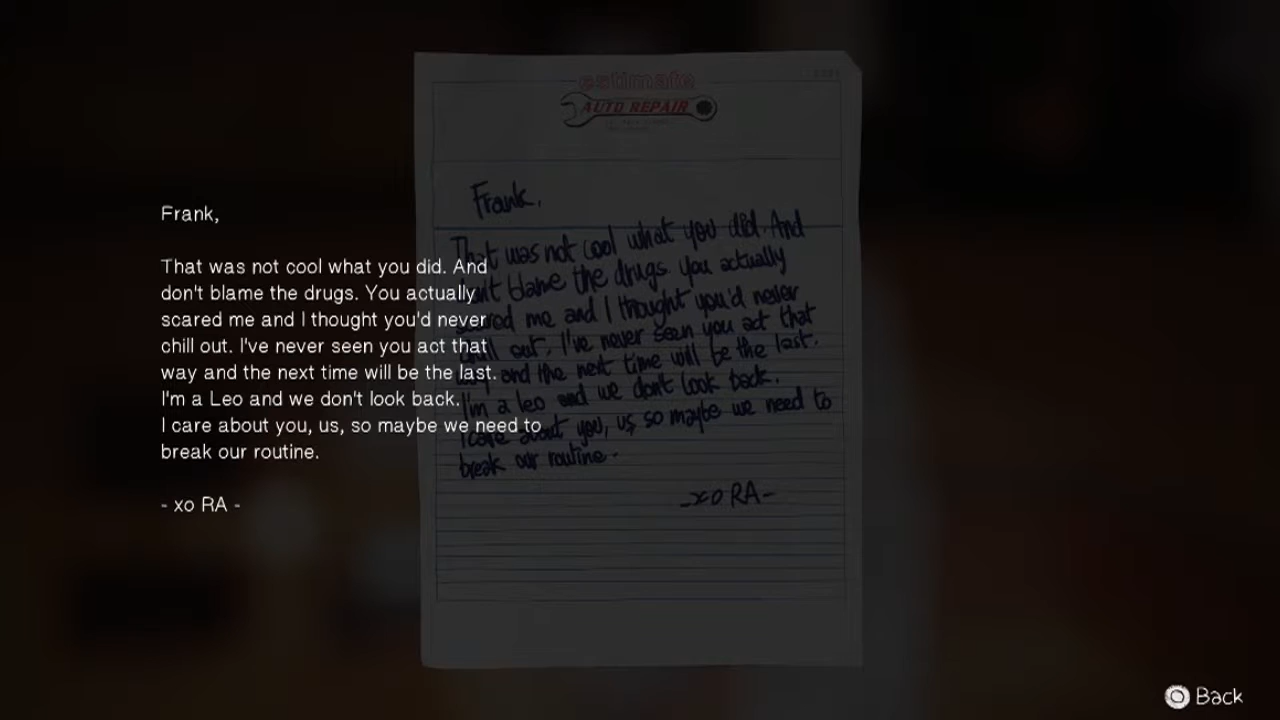 estimate
AUTO REPAIR
Frank,
That was not cool what you did. And
don't blame the drugs. You actually
scared me and I thought you'd never
chill out. I've never seen you act that
way and the next time will be the last.
I'm a Leo and we don't look back.
I care about you, us, so maybe we need to
break our routine.
- xo RA -
Frank.
That was not cool what you did. And
don't blame the drugs. you actually
scared me and I thought you'd never
chill out. I've never seen you act that
way and the next time will be the last.
I'm a leo and we don't look back.
I care about you, us, so maybe we need to
break our routine.
-xo RA-
Back